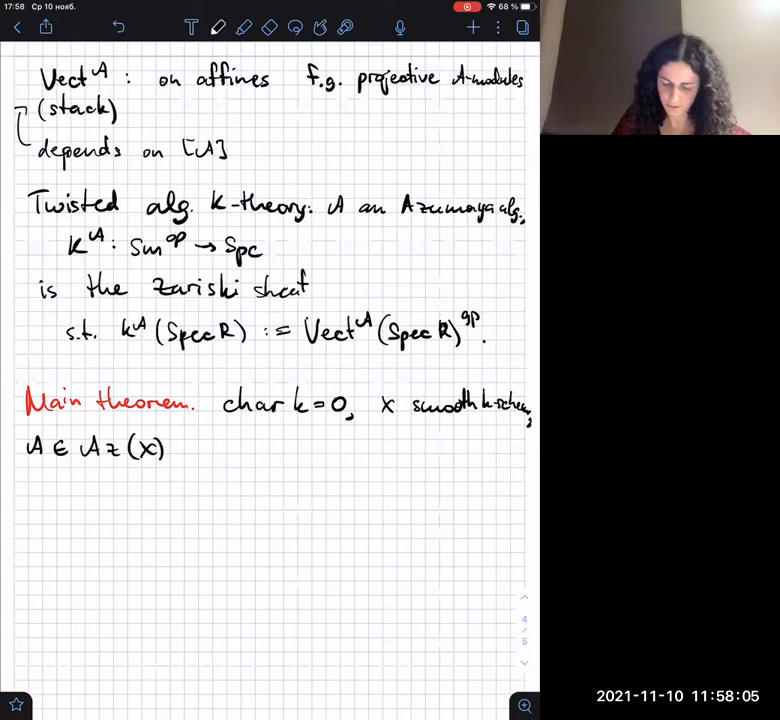 17:58 Ср 10 нояб. 68 %
Vect^A : on affines f.g. projective A-modules
(stack)
depends on [A]
Twisted alg. K-theory: A an Azumaya alg.,
K^A : Sm^op → Spc
is the Zariski sheaf
s.t. K^A (Spec R) := Vect^A (Spec R)^gp.
Main theorem. char k = 0, X smooth k-scheme,
A ∈ Az(X)
4
/
5
2021-11-10 11:58:05